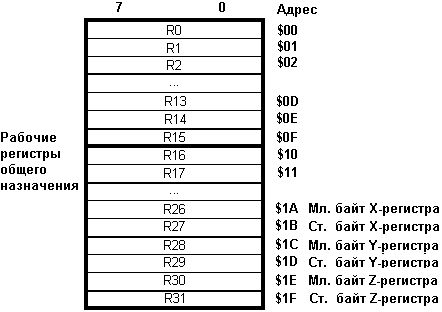 7 0 Адрес
R0 $00
R1 $01
R2 $02
...
R13 $0D
R14 $0E
R15 $0F
Рабочие
регистры
общего
назначения
R16 $10
R17 $11
...
R26 $1A Мл. байт X-регистра
R27 $1B Ст. байт X-регистра
R28 $1C Мл. байт Y-регистра
R29 $1D Ст. байт Y-регистра
R30 $1E Мл. байт Z-регистра
R31 $1F Ст. байт Z-регистра